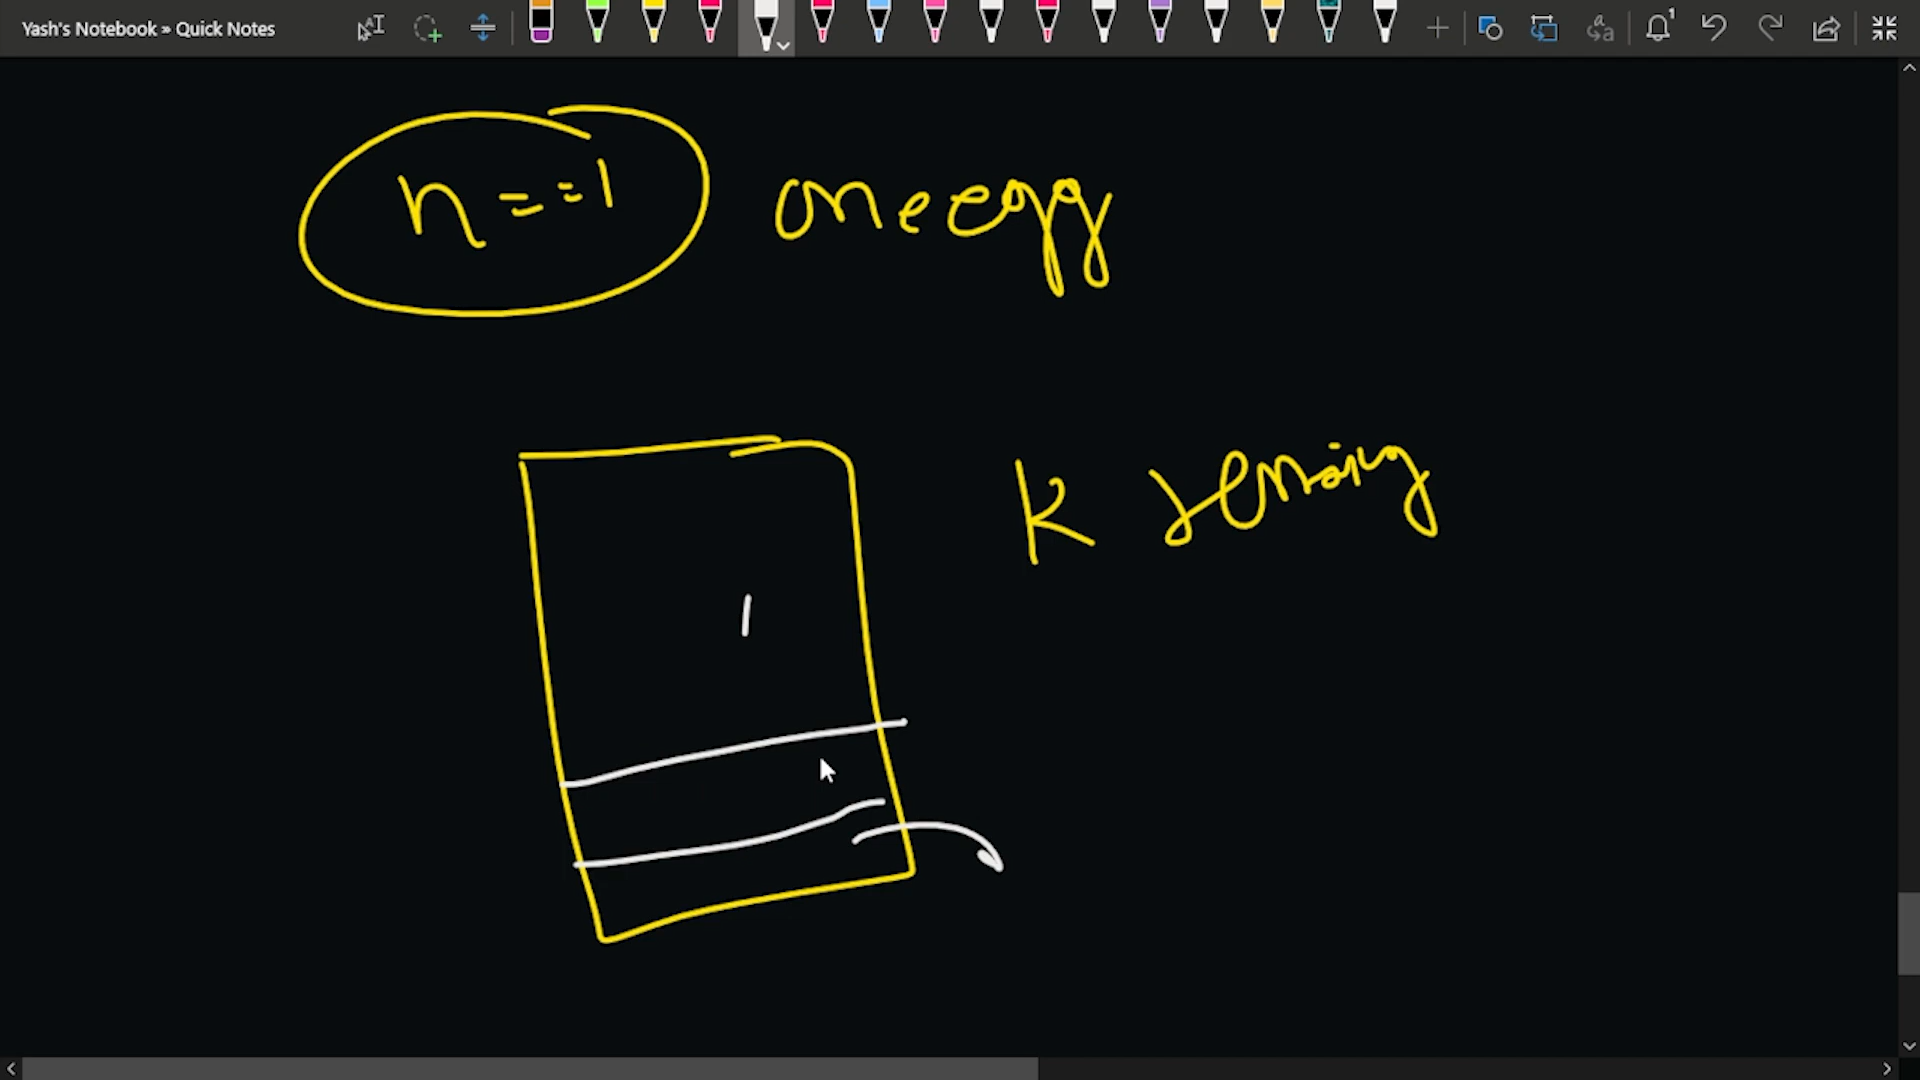 Yash's Notebook » Quick Notes
n == 1 one egg
k remaining
1